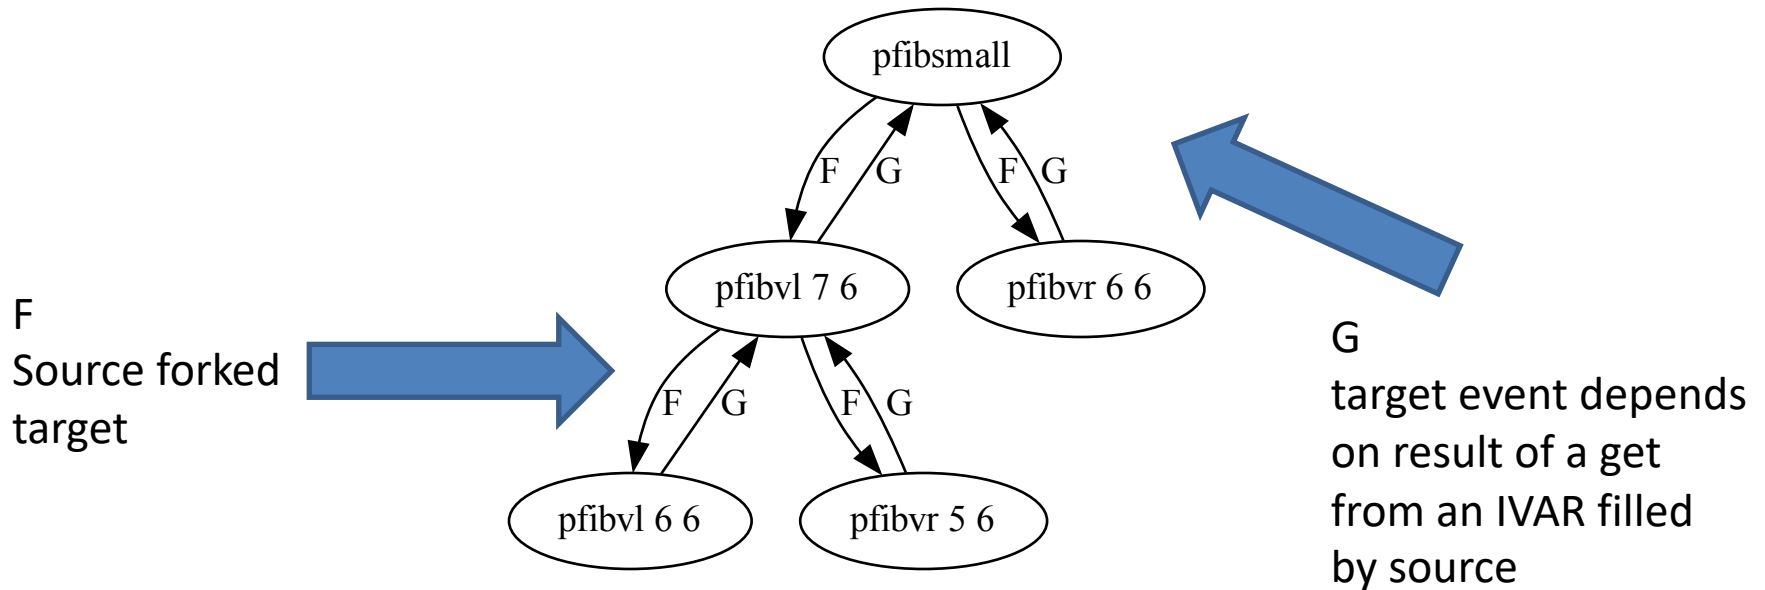 pfibsmall
F G F G
pfibvl 7 6 pfibvr 6 6
F
Source forked
target
F G F G
G
target event depends
on result of a get
from an IVAR filled
by source
pfibvl 6 6 pfibvr 5 6